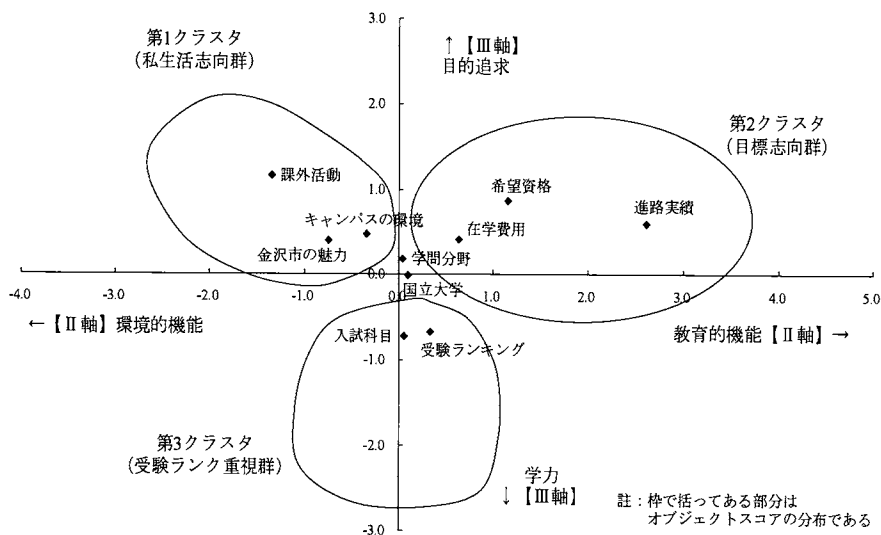 3.0
第1クラスタ
(私生活志向群)
↑【Ⅲ軸】
目的追求
2.0
第2クラスタ
(目標志向群)
課外活動
1.0
希望資格
進路実績
キャンパスの環境
在学費用
金沢市の魅力
学問分野
0.0
国立大学
-4.0 -3.0 -2.0 -1.0 0.0 1.0 2.0 3.0 4.0 5.0
←【Ⅱ軸】環境的機能
教育的機能【Ⅱ軸】→
入試科目
受験ランキング
-1.0
第3クラスタ
(受験ランク重視群)
-2.0
学力
↓【Ⅲ軸】
-3.0
註：枠で括ってある部分は
オブジェクトスコアの分布である